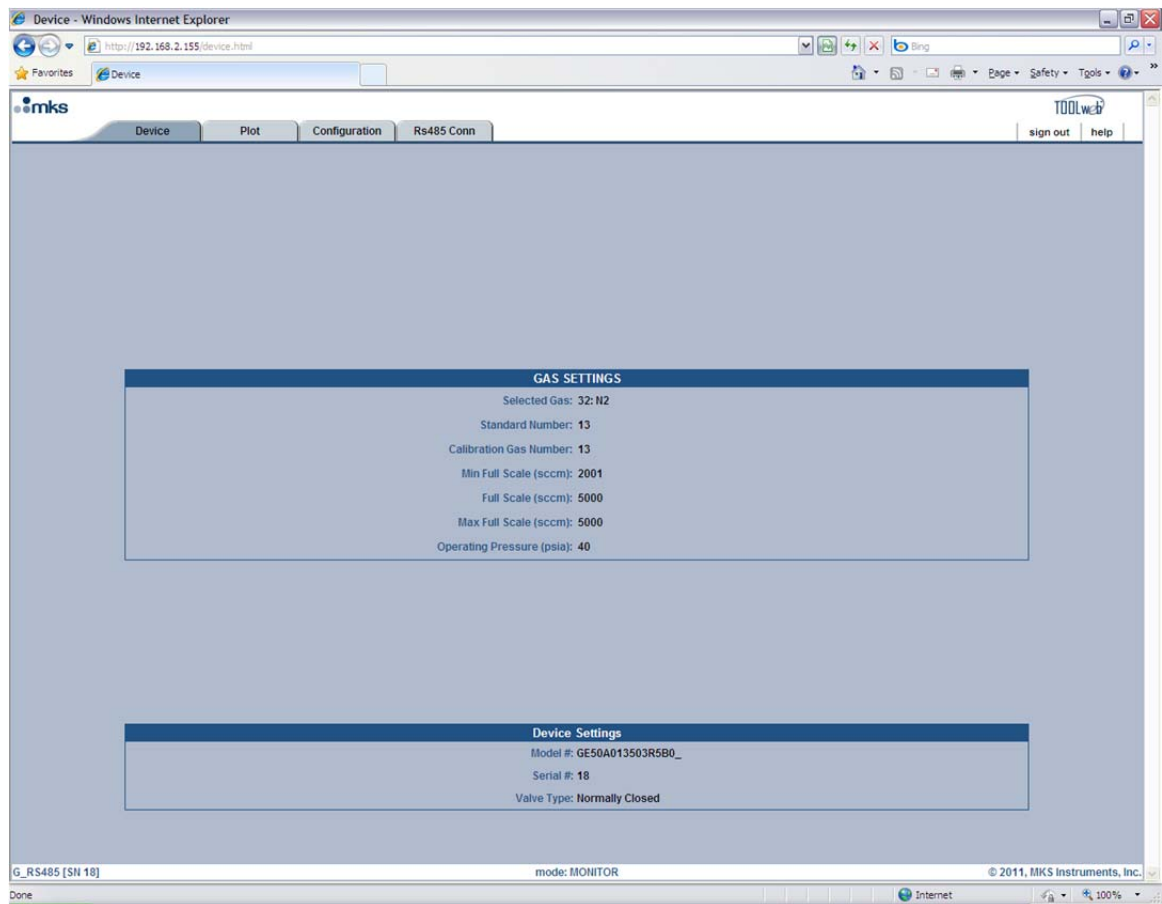 Device - Windows Internet Explorer
http://192.168.2.155/device.html
Bing
Favorites
Device
Page
Safety
Tools
mks
TOOLweb
Device
Plot
Configuration
Rs485 Conn
sign out
help
GAS SETTINGS
Selected Gas: 32: N2
Standard Number: 13
Calibration Gas Number: 13
Min Full Scale (sccm): 2001
Full Scale (sccm): 5000
Max Full Scale (sccm): 5000
Operating Pressure (psia): 40
Device Settings
Model #: GE50A013503R5B0_
Serial #: 18
Valve Type: Normally Closed
G_RS485 [SN 18]
mode: MONITOR
© 2011, MKS Instruments, Inc.
Done
Internet
100%